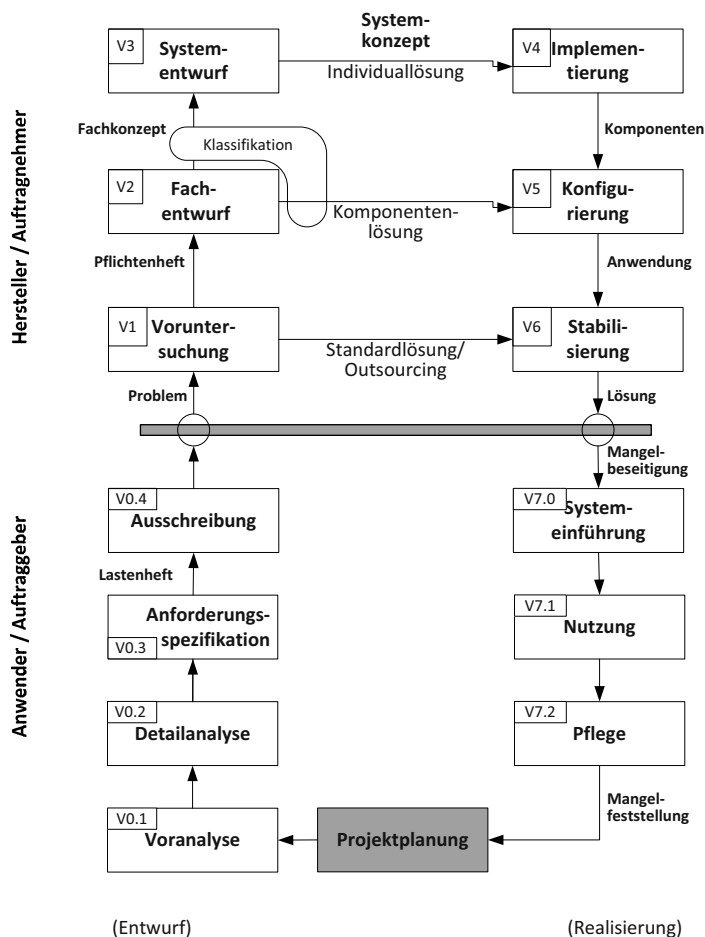 System-
konzept
V3
System-
entwurf
Individuallösung
V4
Implemen-
tierung
Fachkonzept
Klassifikation
Komponenten
V2
Fach-
entwurf
Komponenten-
lösung
V5
Konfigu-
rierung
Pflichtenheft
Anwendung
V1
Vorunter-
suchung
Standardlösung/
Outsourcing
V6
Stabili-
sierung
Problem
Lösung
Hersteller / Auftragnehmer
Mangel-
beseitigung
V0.4
Ausschreibung
V7.0
System-
einführung
Lastenheft
Anforderungs-
spezifikation
V0.3
V7.1
Nutzung
V0.2
Detailanalyse
V7.2
Pflege
Mangel-
feststellung
V0.1
Voranalyse
Projektplanung
Anwender / Auftraggeber
(Entwurf)
(Realisierung)